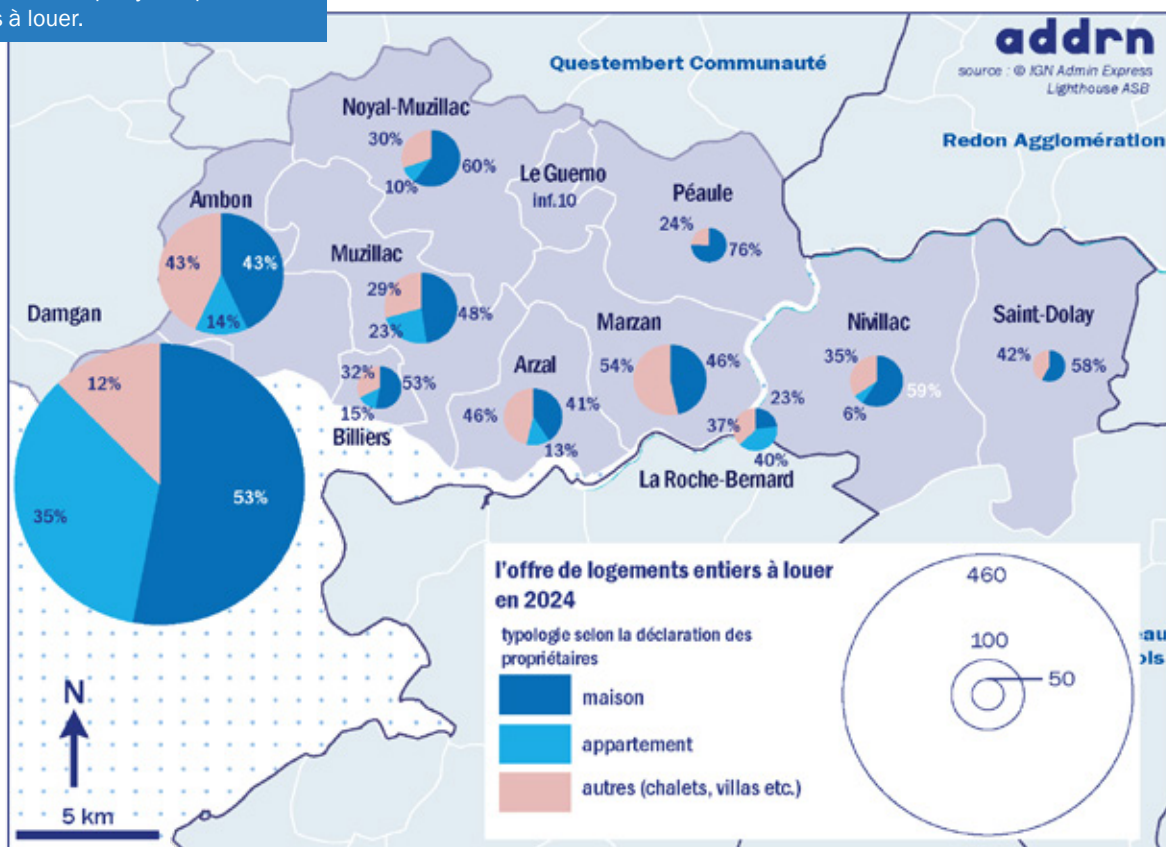 s à louer.
addrn
source : © IGN Admin Express
Lighthouse ASB
Questembert Communauté
Redon Agglomération
Noyal-Muzillac
30%
60%
10%
Le Guerno
inf.10
Péaule
24%
76%
Ambon
43%
43%
14%
Muzillac
29%
48%
23%
Damgan
12%
53%
35%
Marzan
54%
46%
Nivillac
35%
59%
6%
Saint-Dolay
42%
58%
Arzal
46%
41%
13%
32%
53%
15%
Billiers
23%
37%
40%
La Roche-Bernard
l'offre de logements entiers à louer
en 2024
typologie selon la déclaration des
propriétaires
maison
appartement
autres (chalets, villas etc.)
460
100
50
N
5 km